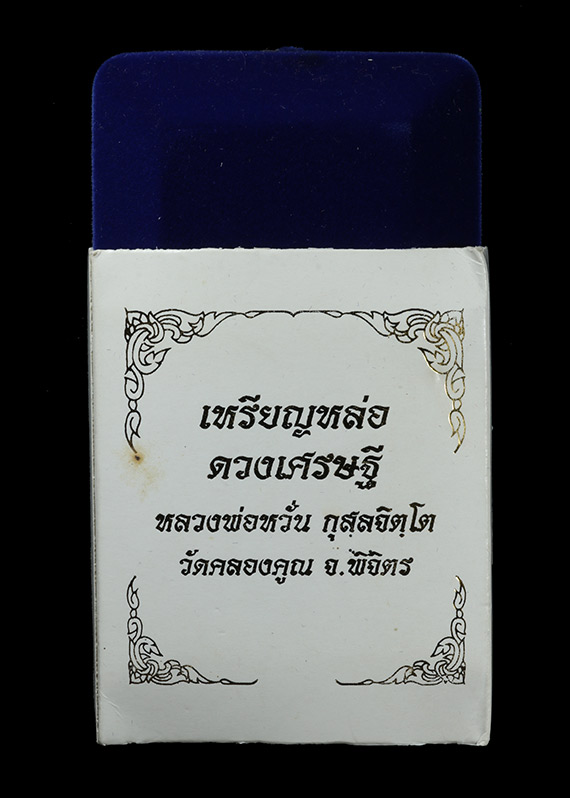 เหรียญหล่อ
ดวงเศรษฐี
หลวงพ่อหวั่น กุสฺลจิตฺโต
วัดคลองคูณ จ.พิจิตร